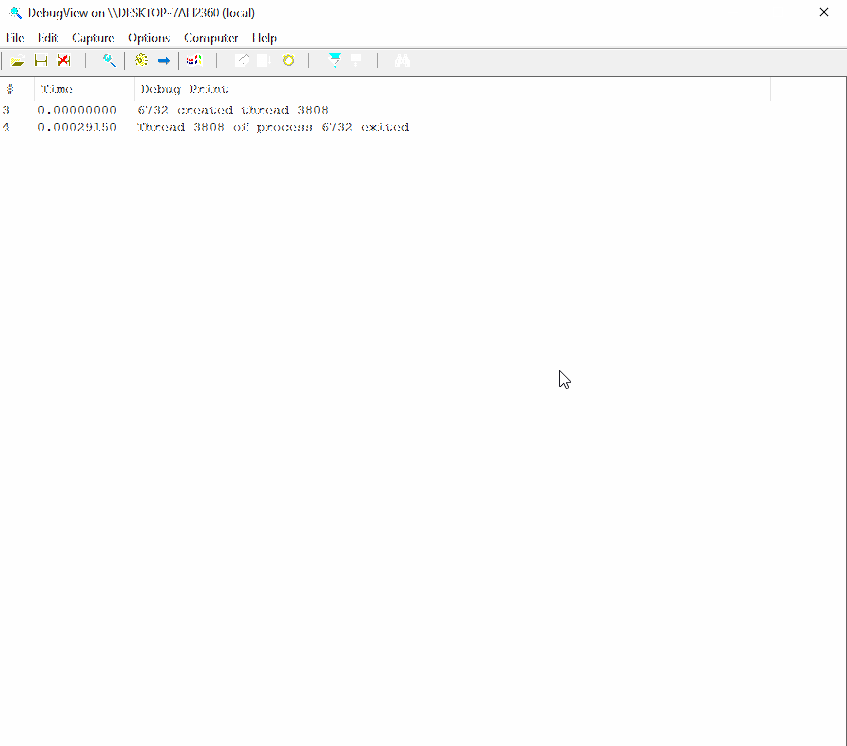 DebugView on \\DESKTOP-7ALI2360 (local)
File Edit Capture Options Computer Help
# Time Debug Print
3 0.00000000 6732 created thread 3808
4 0.00029150 Thread 3808 of process 6732 exited